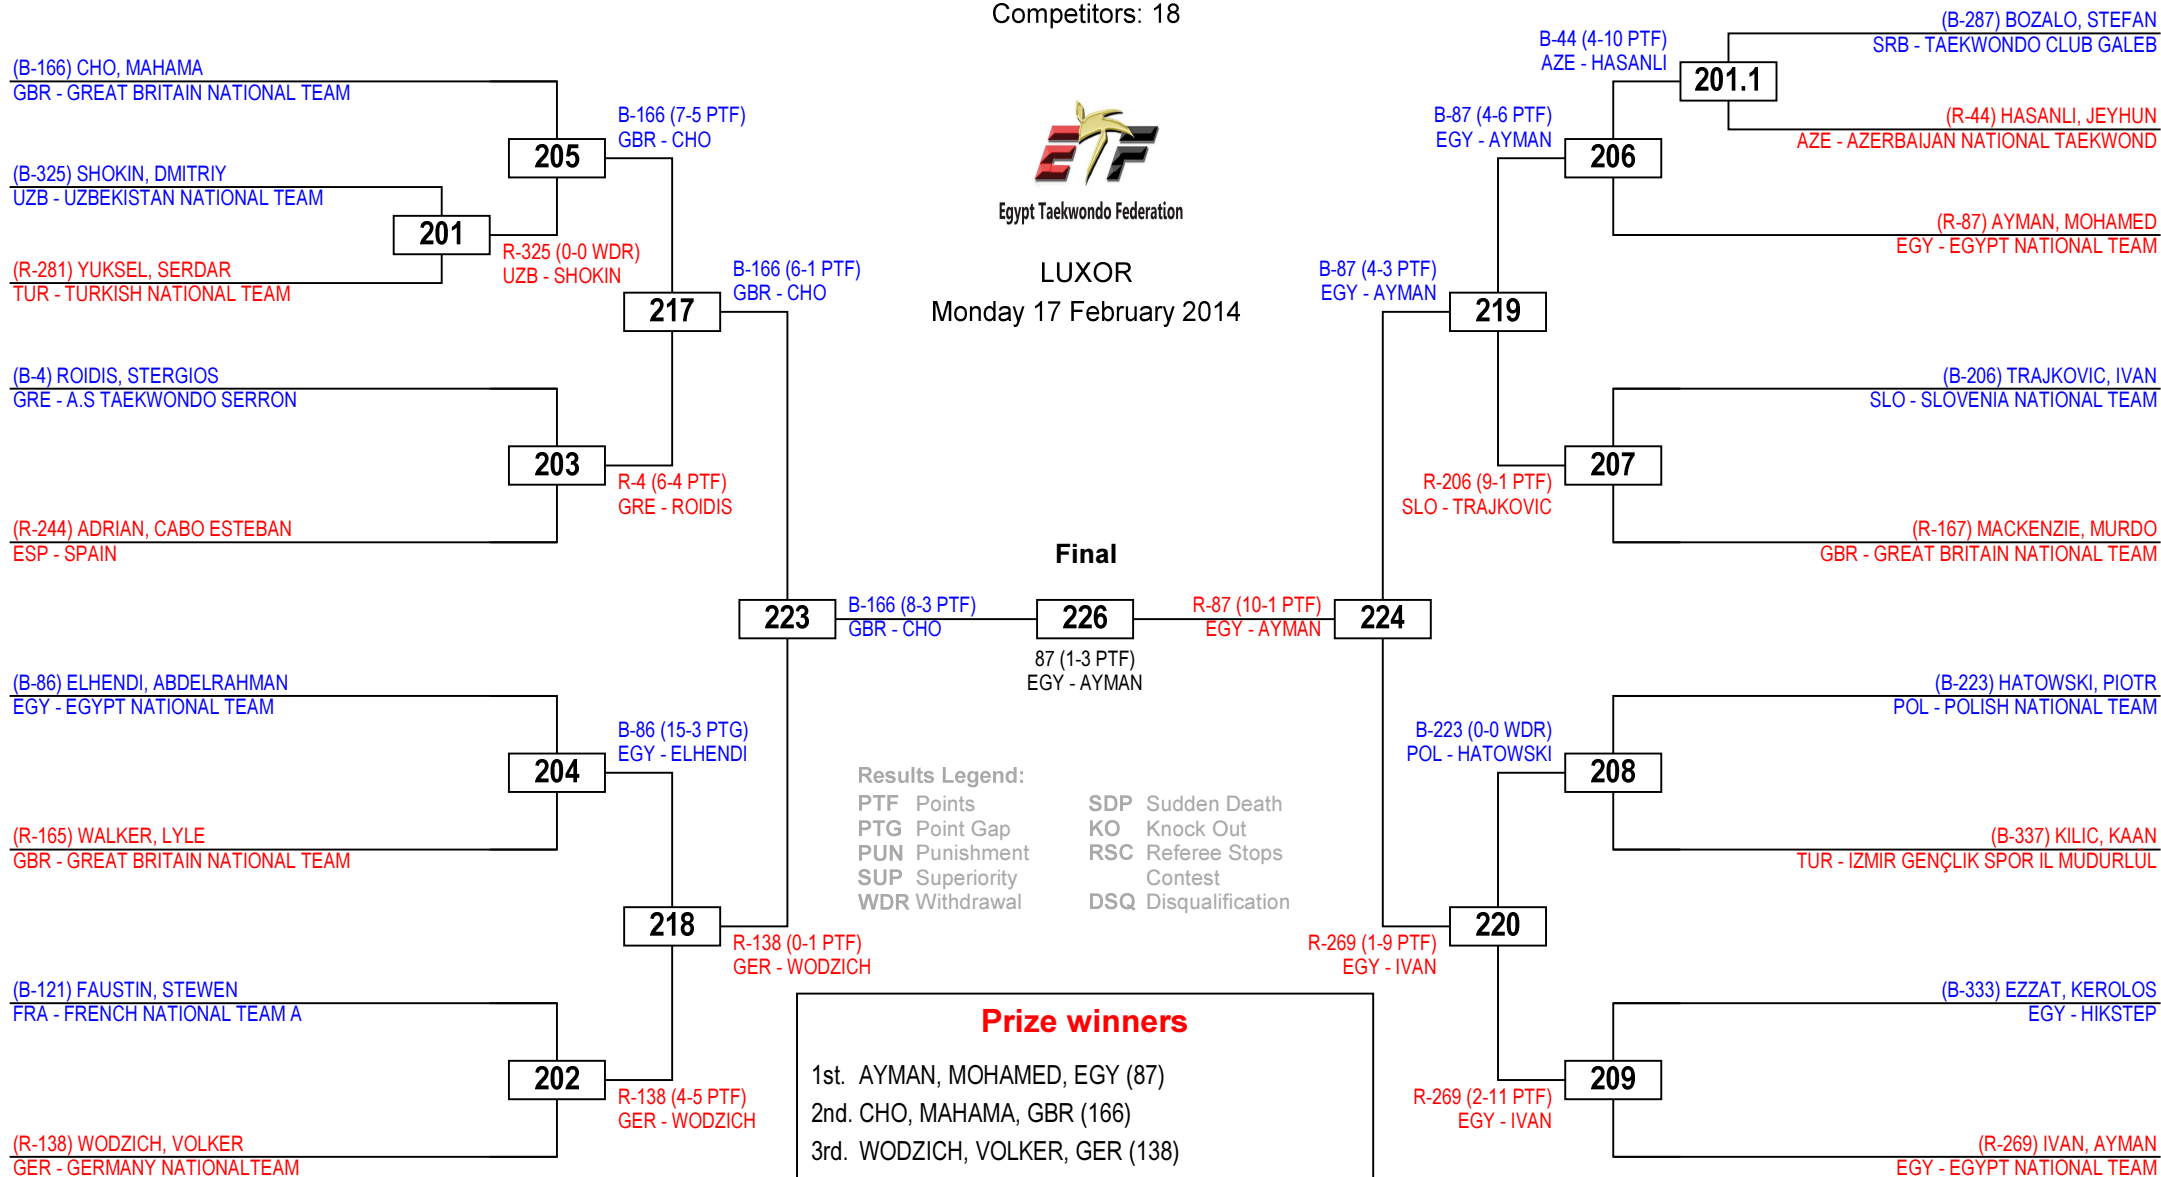 Competitors: 18
(B-166) CHO, MAHAMA
GBR - GREAT BRITAIN NATIONAL TEAM
(B-325) SHOKIN, DMITRIY
UZB - UZBEKISTAN NATIONAL TEAM
(R-281) YUKSEL, SERDAR
TUR - TURKISH NATIONAL TEAM
(B-4) ROIDIS, STERGIOS
GRE - A.S TAEKWONDO SERRON
(R-244) ADRIAN, CABO ESTEBAN
ESP - SPAIN
(B-86) ELHENDI, ABDELRAHMAN
EGY - EGYPT NATIONAL TEAM
(R-165) WALKER, LYLE
GBR - GREAT BRITAIN NATIONAL TEAM
(B-121) FAUSTIN, STEWEN
FRA - FRENCH NATIONAL TEAM A
(R-138) WODZICH, VOLKER
GER - GERMANY NATIONALTEAM
201
R-325 (0-0 WDR)
UZB - SHOKIN
205
B-166 (7-5 PTF)
GBR - CHO
203
R-4 (6-4 PTF)
GRE - ROIDIS
204
B-86 (15-3 PTG)
EGY - ELHENDI
202
R-138 (4-5 PTF)
GER - WODZICH
217
B-166 (6-1 PTF)
GBR - CHO
218
R-138 (0-1 PTF)
GER - WODZICH
223
B-166 (8-3 PTF)
GBR - CHO
ETF
Egypt Taekwondo Federation
LUXOR
Monday 17 February 2014
Final
226
87 (1-3 PTF)
EGY - AYMAN
Results Legend:
PTF Points
PTG Point Gap
PUN Punishment
SUP Superiority
WDR Withdrawal
SDP Sudden Death
KO Knock Out
RSC Referee Stops
Contest
DSQ Disqualification
Prize winners
1st. AYMAN, MOHAMED, EGY (87)
2nd. CHO, MAHAMA, GBR (166)
3rd. WODZICH, VOLKER, GER (138)
R-87 (10-1 PTF)
EGY - AYMAN
224
B-87 (4-3 PTF)
EGY - AYMAN
219
R-269 (1-9 PTF)
EGY - IVAN
220
B-87 (4-6 PTF)
EGY - AYMAN
206
R-206 (9-1 PTF)
SLO - TRAJKOVIC
207
B-223 (0-0 WDR)
POL - HATOWSKI
208
R-269 (2-11 PTF)
EGY - IVAN
209
B-44 (4-10 PTF)
AZE - HASANLI
201.1
(B-287) BOZALO, STEFAN
SRB - TAEKWONDO CLUB GALEB
(R-44) HASANLI, JEYHUN
AZE - AZERBAIJAN NATIONAL TAEKWOND
(R-87) AYMAN, MOHAMED
EGY - EGYPT NATIONAL TEAM
(B-206) TRAJKOVIC, IVAN
SLO - SLOVENIA NATIONAL TEAM
(R-167) MACKENZIE, MURDO
GBR - GREAT BRITAIN NATIONAL TEAM
(B-223) HATOWSKI, PIOTR
POL - POLISH NATIONAL TEAM
(B-337) KILIC, KAAN
TUR - IZMIR GENÇLIK SPOR IL MÜDÜRLÜL
(B-333) EZZAT, KEROLOS
EGY - HIKSTEP
(R-269) IVAN, AYMAN
EGY - EGYPT NATIONAL TEAM